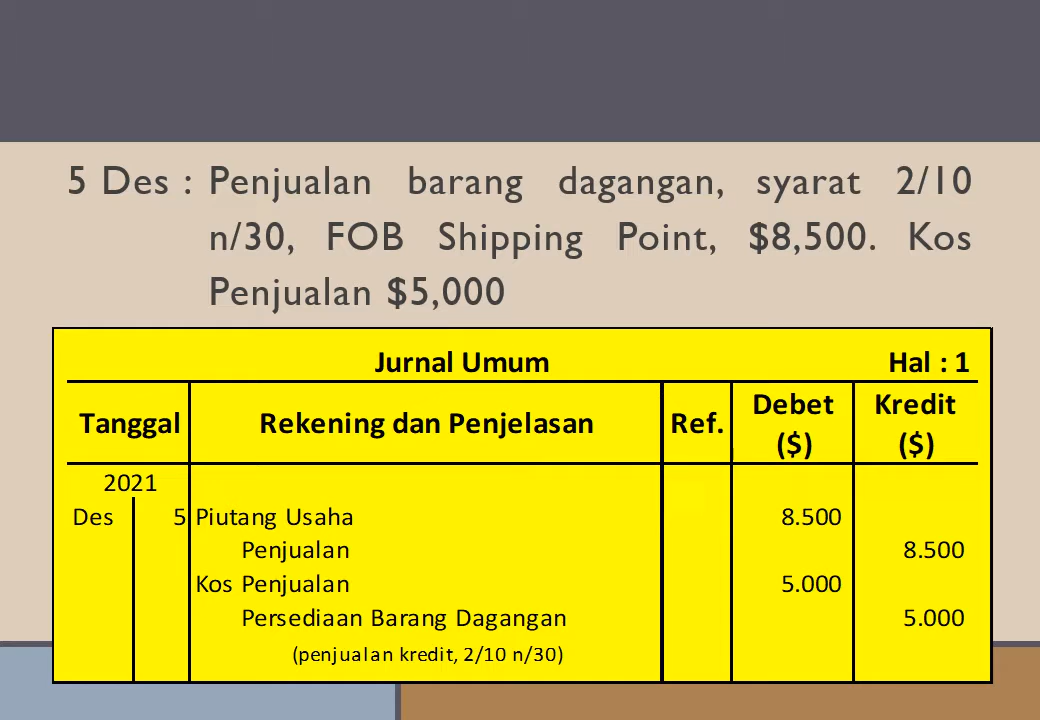 5 Des : Penjualan barang dagangan, syarat 2/10
n/30, FOB Shipping Point, $8,500. Kos
Penjualan $5,000
Jurnal Umum Hal : 1
Tanggal Rekening dan Penjelasan Ref. Debet ($) Kredit ($)
2021
Des 5 Piutang Usaha 8.500
Penjualan 8.500
Kos Penjualan 5.000
Persediaan Barang Dagangan 5.000
(penjualan kredit, 2/10 n/30)